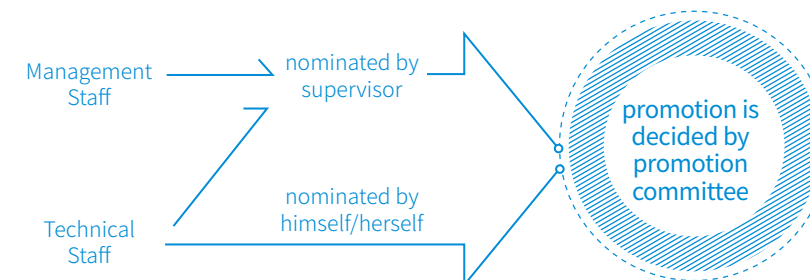 Management
Staff
nominated by
supervisor
promotion is
decided by
promotion
committee
nominated by
himself/herself
Technical
Staff